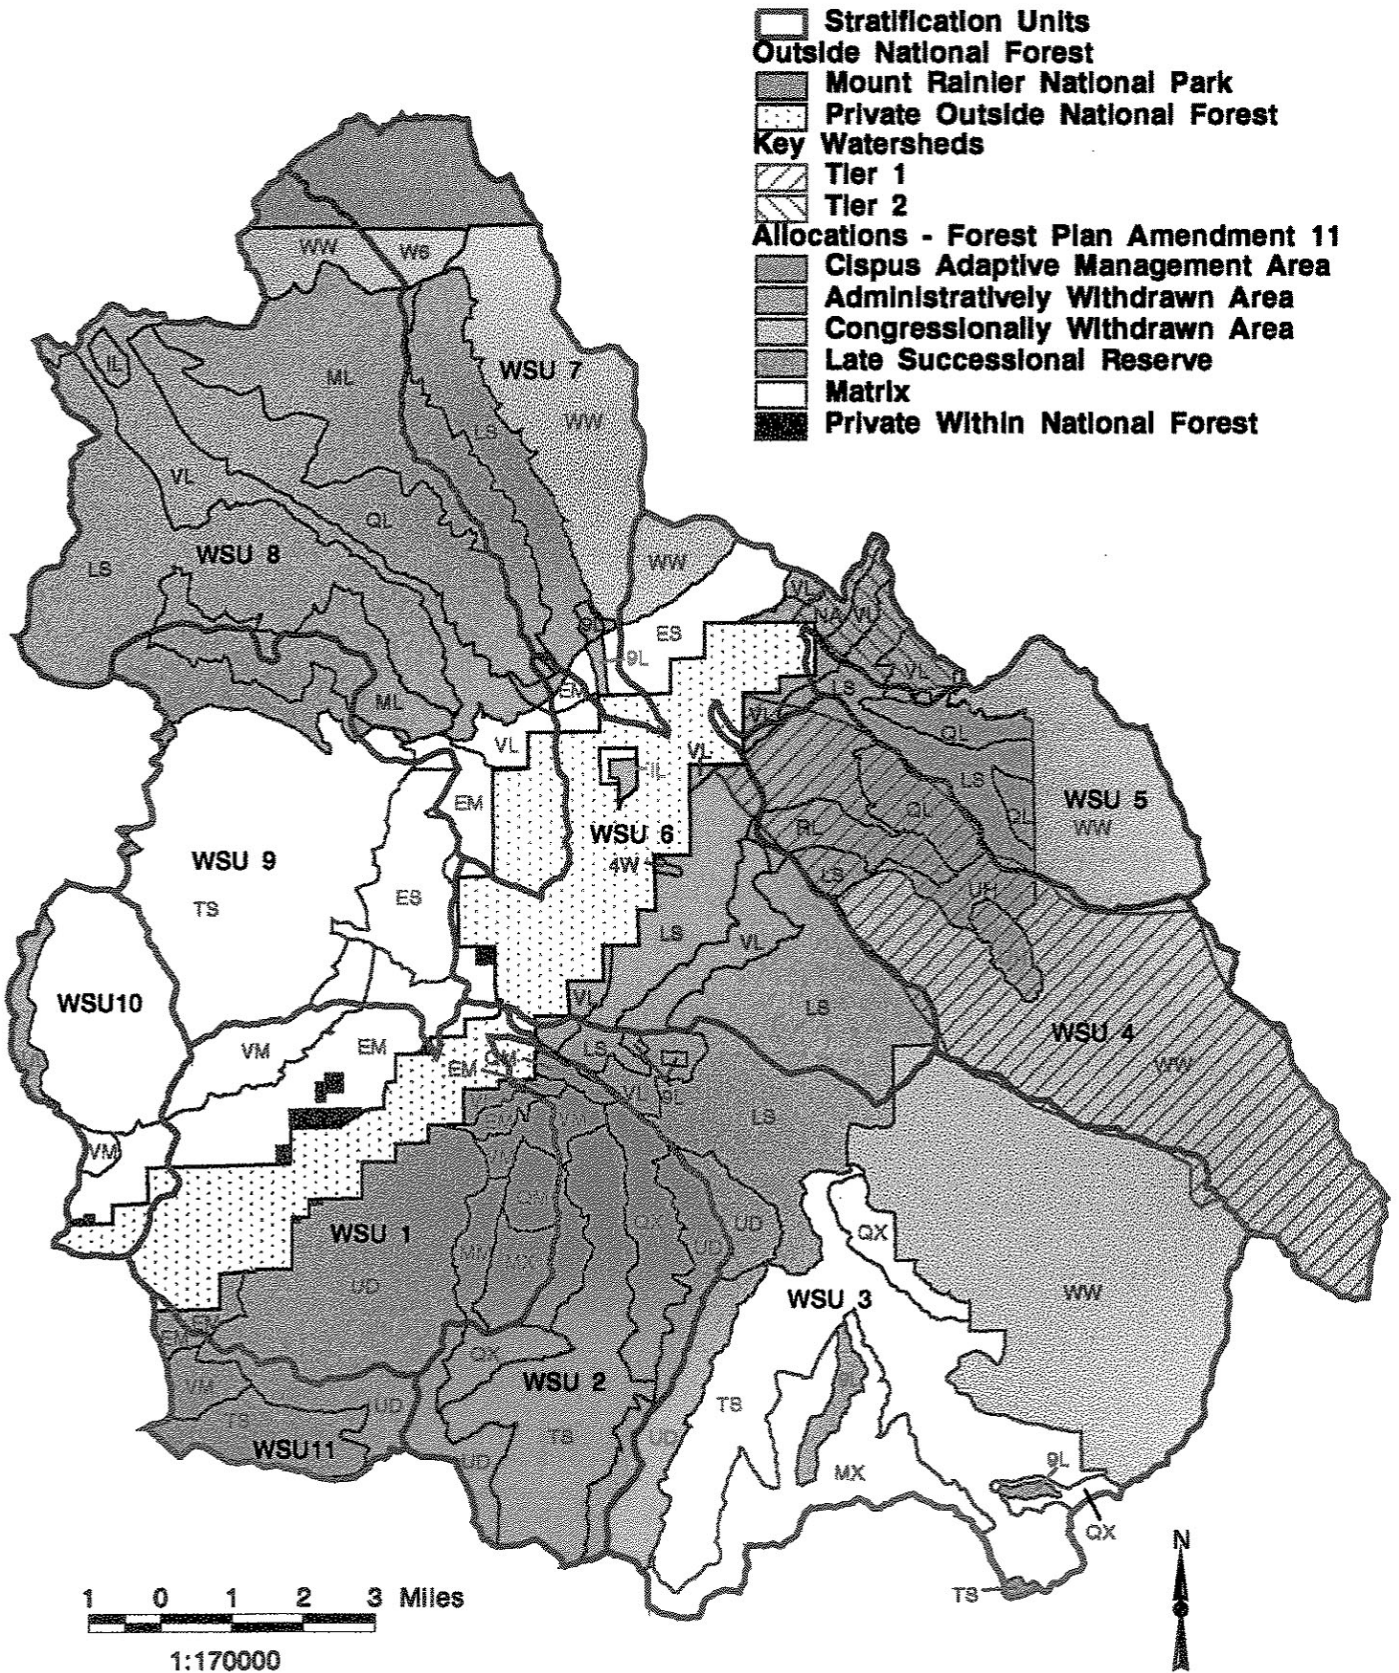 Stratification Units
Outside National Forest
Mount Rainier National Park
Private Outside National Forest
Key Watersheds
Tier 1
Tier 2
Allocations - Forest Plan Amendment 11
Cispus Adaptive Management Area
Administratively Withdrawn Area
Congressionally Withdrawn Area
Late Successional Reserve
Matrix
Private Within National Forest
WW
W6
IL
ML
WSU 7
WW
LS
VL
QL
WSU 8
LS
WW
VL
NA
VL
9L
ES
9L
VL
LS
EM
ML
VL
QL
VL
VL
IL
LS
EM
WSU 5
QL
QL
WW
WSU 6
RL
WSU 9
4W
LS
UH
ES
TS
LS
VL
WSU10
VL
LS
WSU 4
VM
EM
LS
EM
WW
VL
9L
LS
VM
UD
QX
UD
QX
WSU 1
MX
UD
WW
WSU 3
EM
EM
QX
WSU 2
VM
UD
TS
TS
TS
UD
WSU11
UD
MX
9L
QX
N
TS
1 0 1 2 3 Miles
1:170000